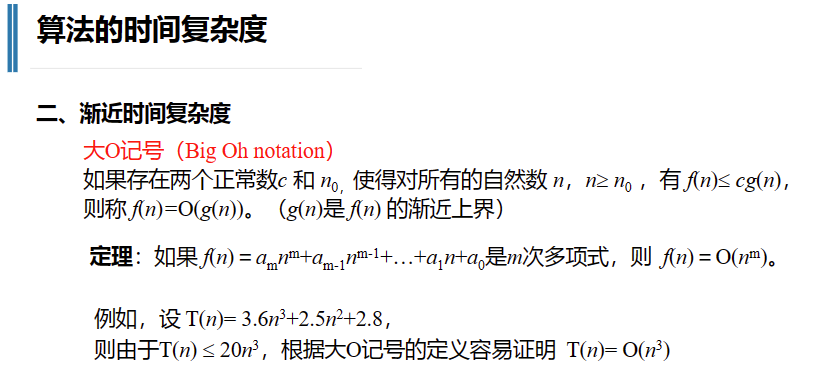 算法的时间复杂度
二、渐近时间复杂度
大O记号（Big Oh notation）
如果存在两个正常数c 和 n₀，使得对所有的自然数 n，n≥ n₀ ，有 f(n)≤ cg(n)，
则称 f(n)=O(g(n))。（g(n)是 f(n) 的渐近上界）
定理：如果 f(n) = aₘnᵐ+aₘ₋₁nᵐ⁻¹+…+a₁n+a₀是m次多项式，则 f(n) = O(nᵐ)。
例如，设 T(n)= 3.6n³+2.5n²+2.8，
则由于T(n) ≤ 20n³，根据大O记号的定义容易证明 T(n)= O(n³)